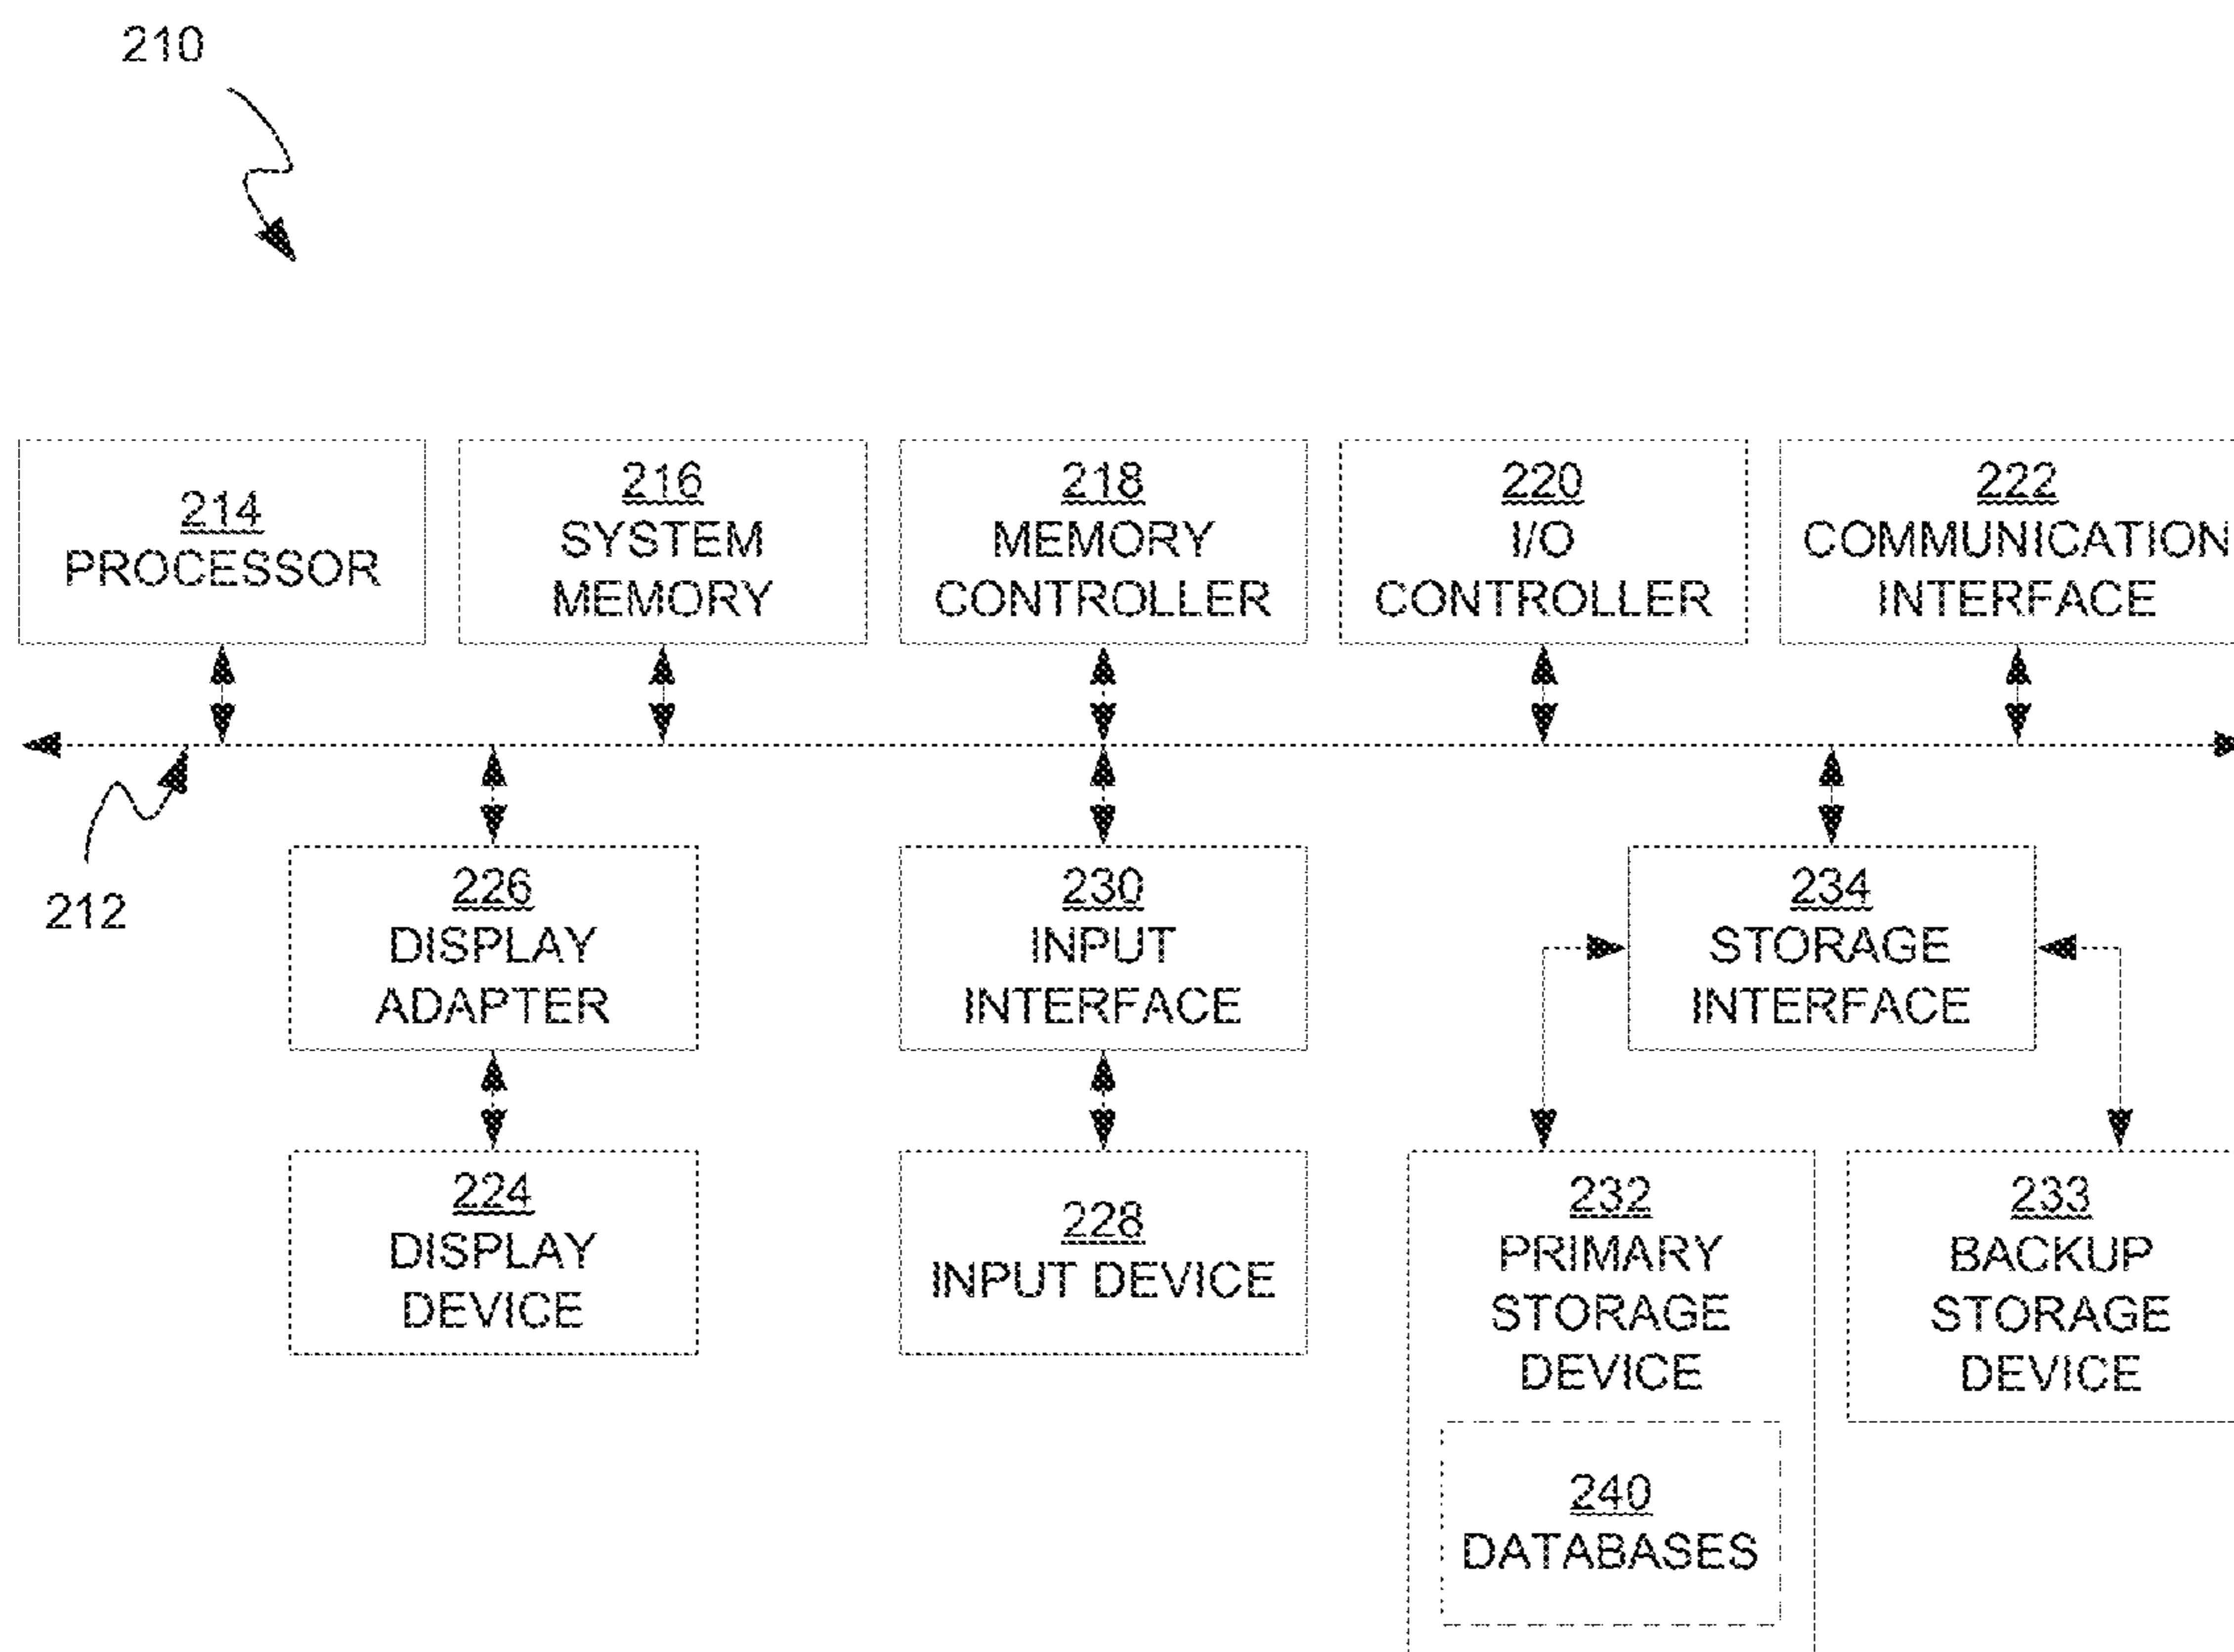 210
214
PROCESSOR
216
SYSTEM
MEMORY
218
MEMORY
CONTROLLER
220
I/O
CONTROLLER
222
COMMUNICATION
INTERFACE
212
226
DISPLAY
ADAPTER
230
INPUT
INTERFACE
234
STORAGE
INTERFACE
224
DISPLAY
DEVICE
228
INPUT DEVICE
232
PRIMARY
STORAGE
DEVICE
233
BACKUP
STORAGE
DEVICE
240
DATABASES